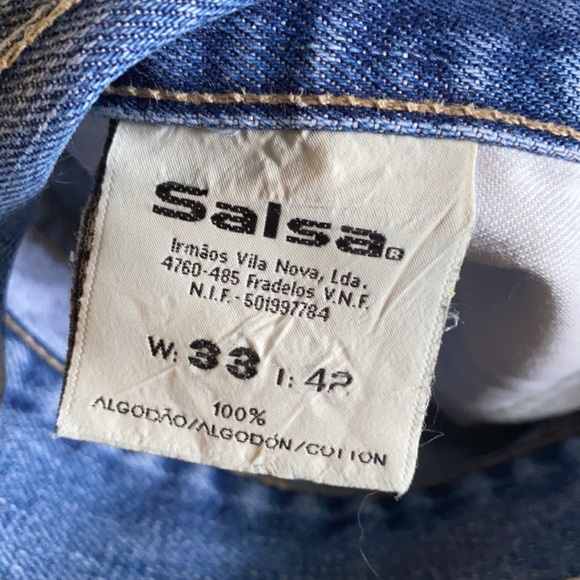 Salsa®
Irmãos Vila Nova, Lda.
4760-485 Fradelos V.N.F.
N.I.F.- 501997784
W: 33 I: 42
100%
ALGODÃO/ALGODÓN/COTTON